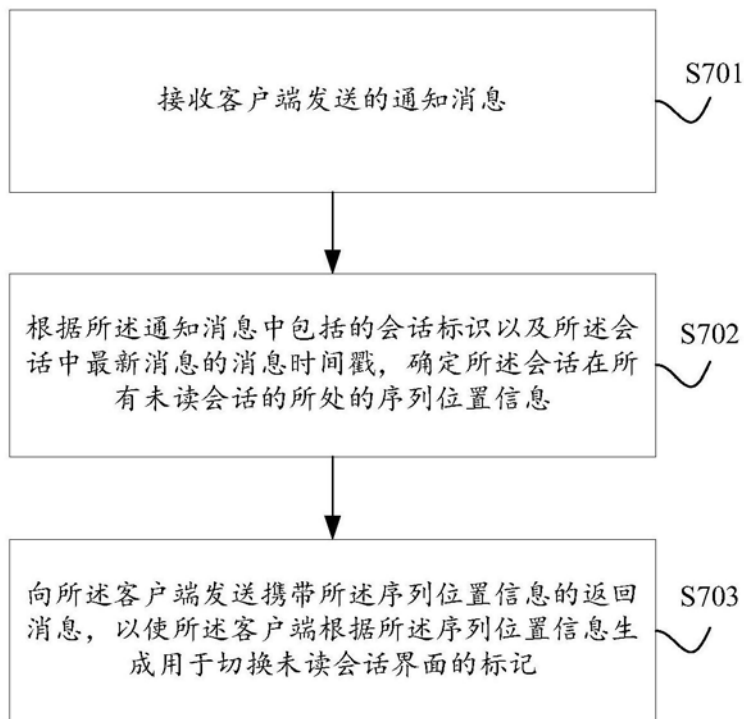 接收客户端发送的通知消息
S701
根据所述通知消息中包括的会话标识以及所述会
话中最新消息的消息时间戳，确定所述会话在所
有未读会话的所处的序列位置信息
S702
向所述客户端发送携带所述序列位置信息的返回
消息，以使所述客户端根据所述序列位置信息生
成用于切换未读会话界面的标记
S703